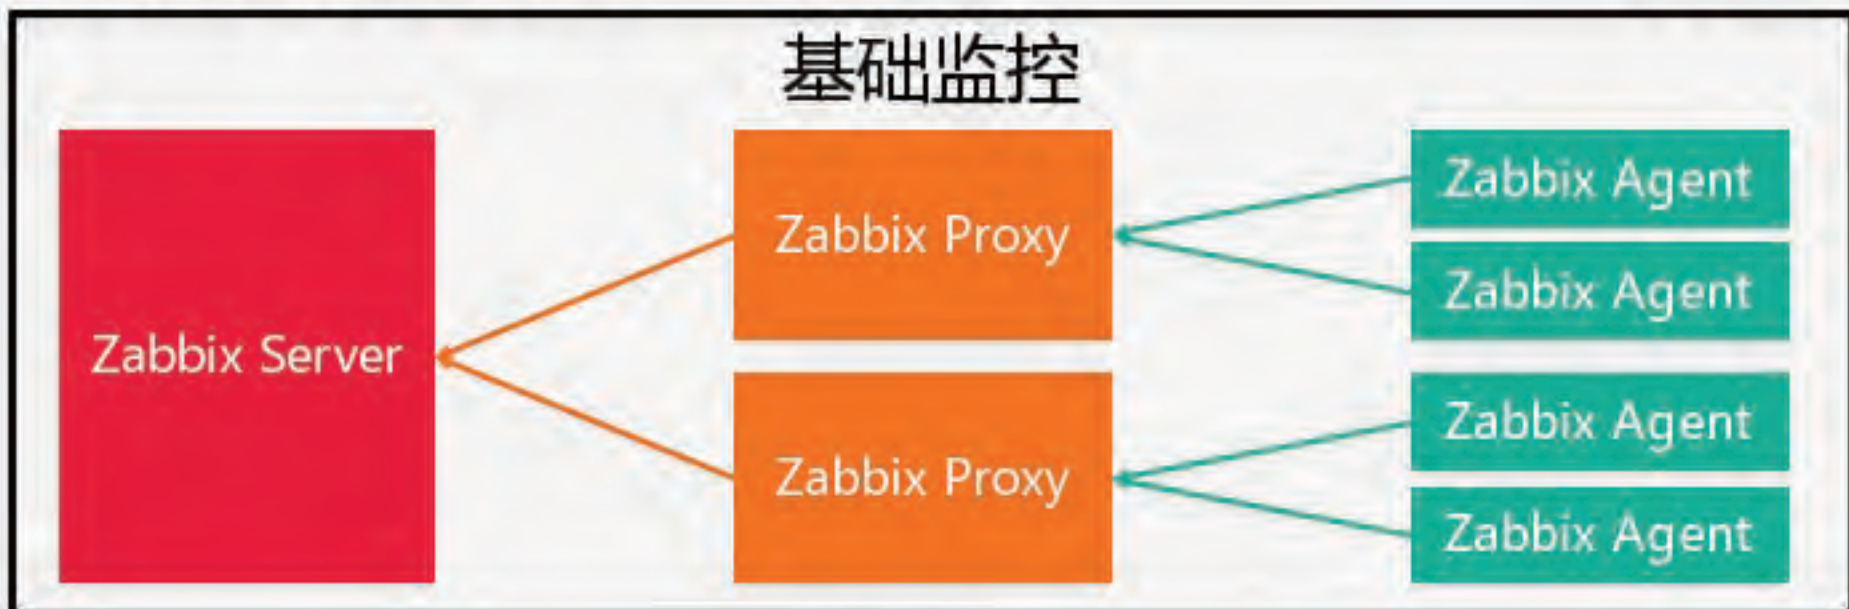 基础监控
Zabbix Server
Zabbix Proxy
Zabbix Proxy
Zabbix Agent
Zabbix Agent
Zabbix Agent
Zabbix Agent